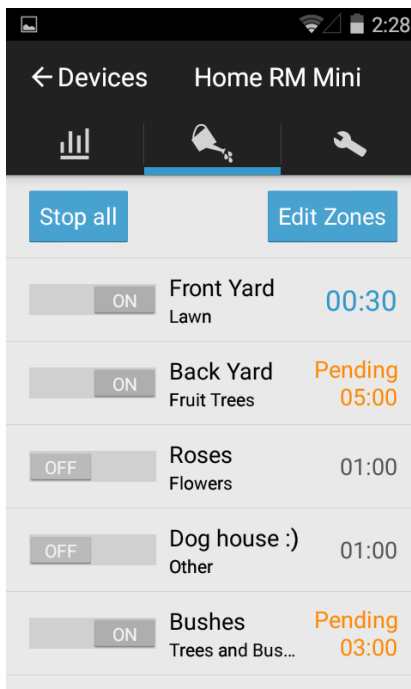 2:28
Devices Home RM Mini
Stop all Edit Zones
ON Front Yard 00:30
Lawn
ON Back Yard Pending
Fruit Trees 05:00
OFF Roses 01:00
Flowers
OFF Dog house :) 01:00
Other
ON Bushes Pending
Trees and Bus... 03:00